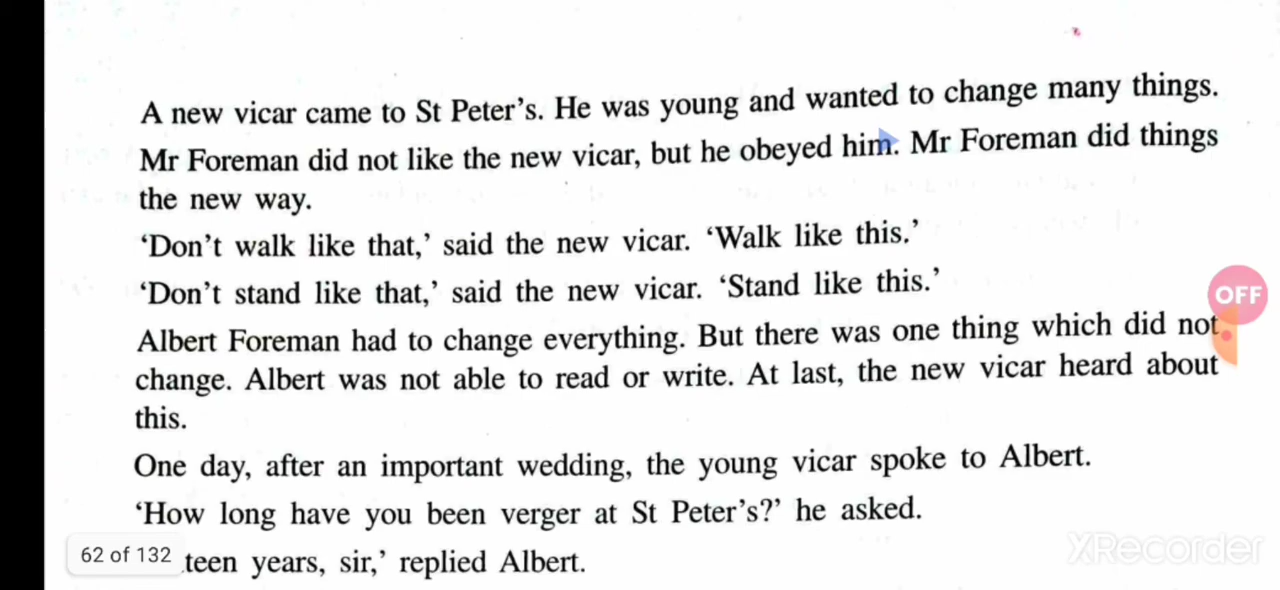 A new vicar came to St Peter's. He was young and wanted to change many things.
Mr Foreman did not like the new vicar, but he obeyed him. Mr Foreman did things
the new way.
‘Don't walk like that,’ said the new vicar. ‘Walk like this.’
‘Don't stand like that,’ said the new vicar. ‘Stand like this.’
OFF
Albert Foreman had to change everything. But there was one thing which did not
change. Albert was not able to read or write. At last, the new vicar heard about
this.
One day, after an important wedding, the young vicar spoke to Albert.
‘How long have you been verger at St Peter's?’ he asked.
62 of 132
teen years, sir,’ replied Albert.
XRecorder